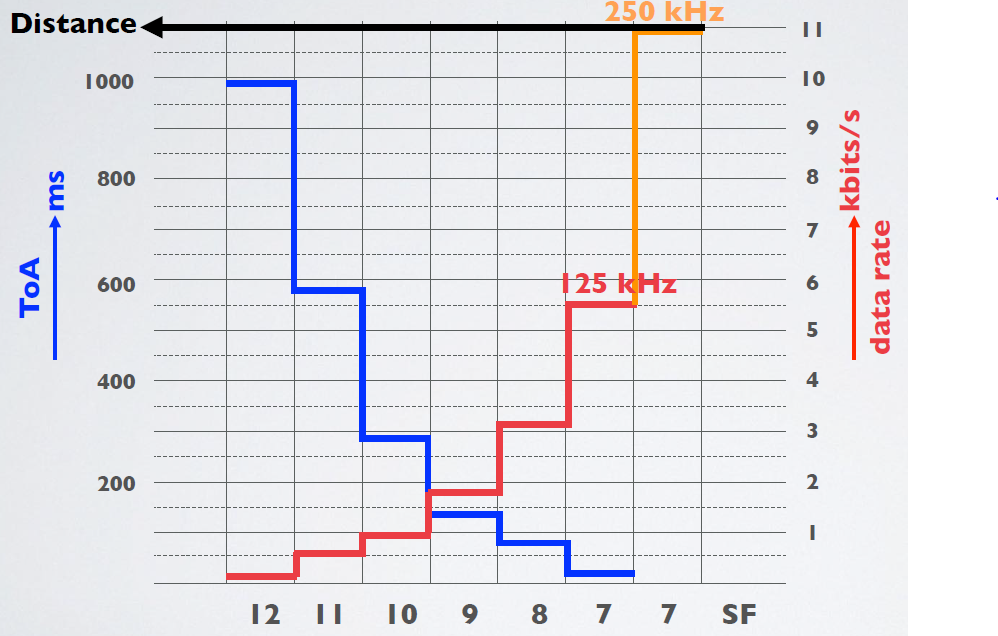 250 kHz
Distance
11
1000
10
9
800
8
7
600
6
125 kHz
5
400
4
3
200
2
1
ToA
ms
kbits/s
data rate
12 11 10 9 8 7 7 SF